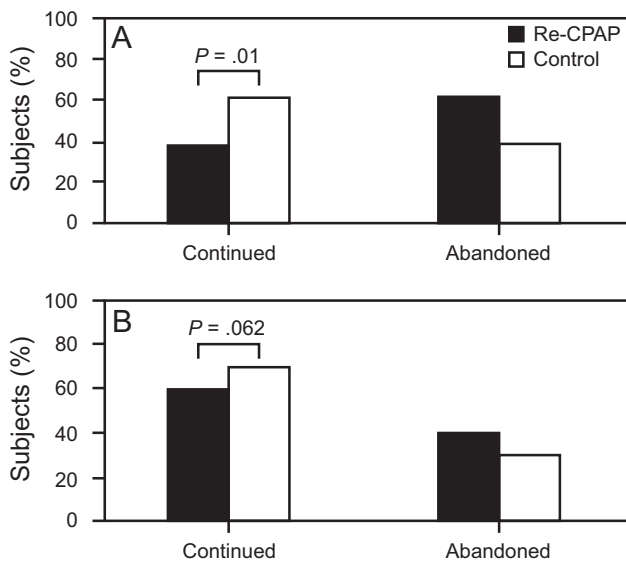 100
80
60
40
20
0
Subjects (%)
A
P = .01
Re-CPAP
Control
Continued
Abandoned
100
80
60
40
20
0
Subjects (%)
B
P = .062
Continued
Abandoned